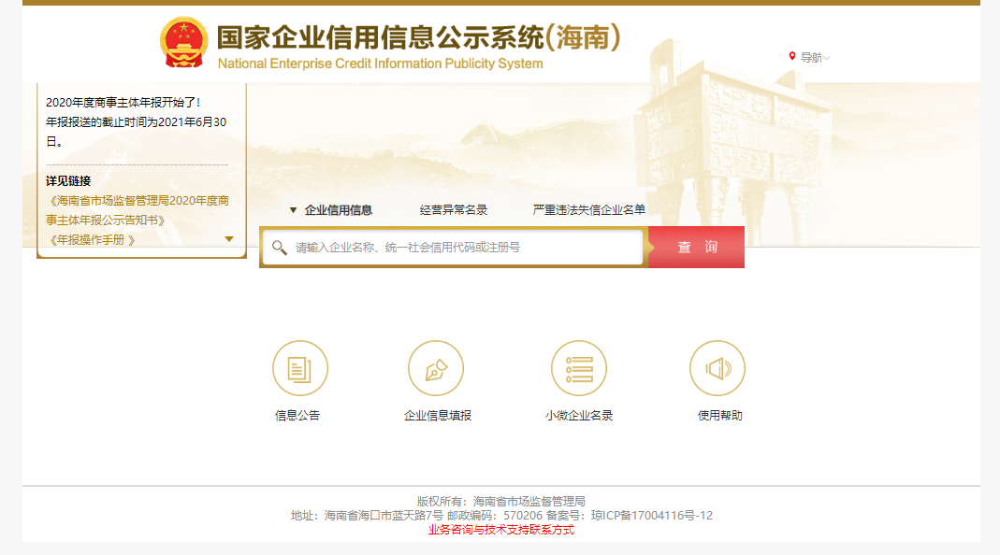 国家企业信用信息公示系统(海南)
National Enterprise Credit Information Publicity System
导航
2020年度商事主体年报开始了！
年报报送的截止时间为2021年6月30
日。
详见链接
《海南省市场监督管理局2020年度商
事主体年报公示告知书》
《年报操作手册 》
企业信用信息
经营异常名录
严重违法失信企业名单
请输入企业名称、统一社会信用代码或注册号
查 询
信息公告
企业信息填报
小微企业名录
使用帮助
版权所有：海南省市场监督管理局
地址：海南省海口市蓝天路7号 邮政编码：570206 备案号：琼ICP备17004116号-12
业务咨询与技术支持联系方式